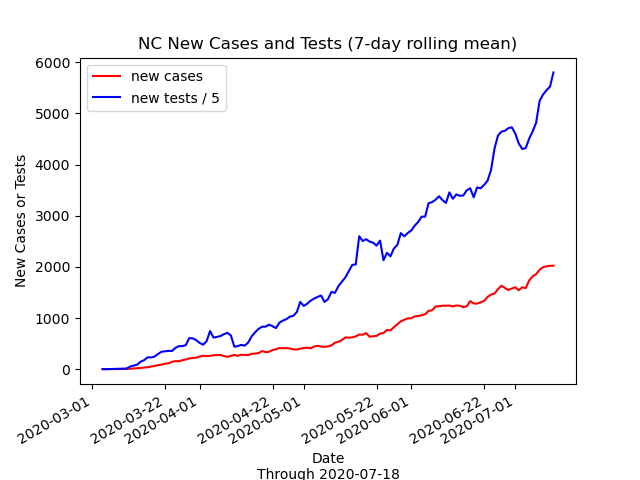 NC New Cases and Tests (7-day rolling mean)
new cases
new tests / 5
New Cases or Tests
6000
5000
4000
3000
2000
1000
0
2020-03-01
2020-03-22
2020-04-01
2020-04-22
2020-05-01
2020-05-22
2020-06-01
2020-06-22
2020-07-01
Date
Through 2020-07-18